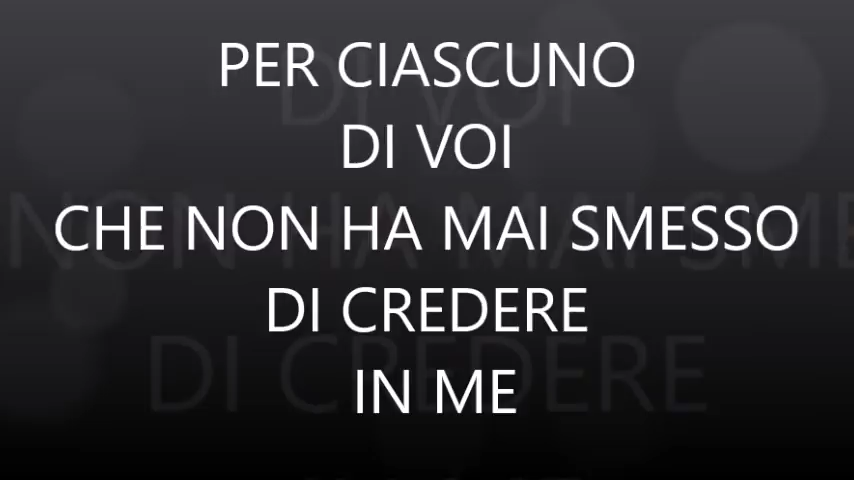 PER CIASCUNO
DI VOI
CHE NON HA MAI SMESSO
DI CREDERE
IN ME